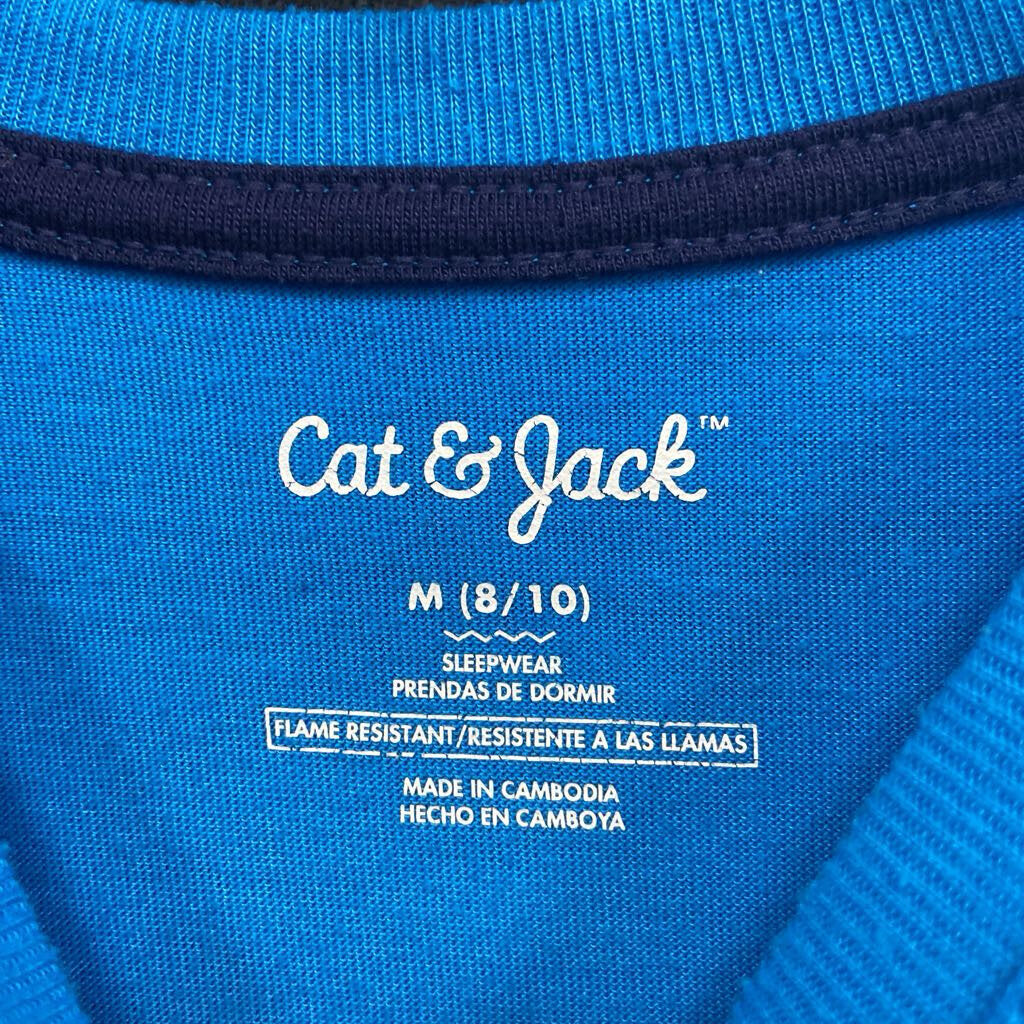 Cat & Jack™
M (8/10)
SLEEPWEAR
PRENDAS DE DORMIR
FLAME RESISTANT/RESISTENTE A LAS LLAMAS
MADE IN CAMBODIA
HECHO EN CAMBOYA